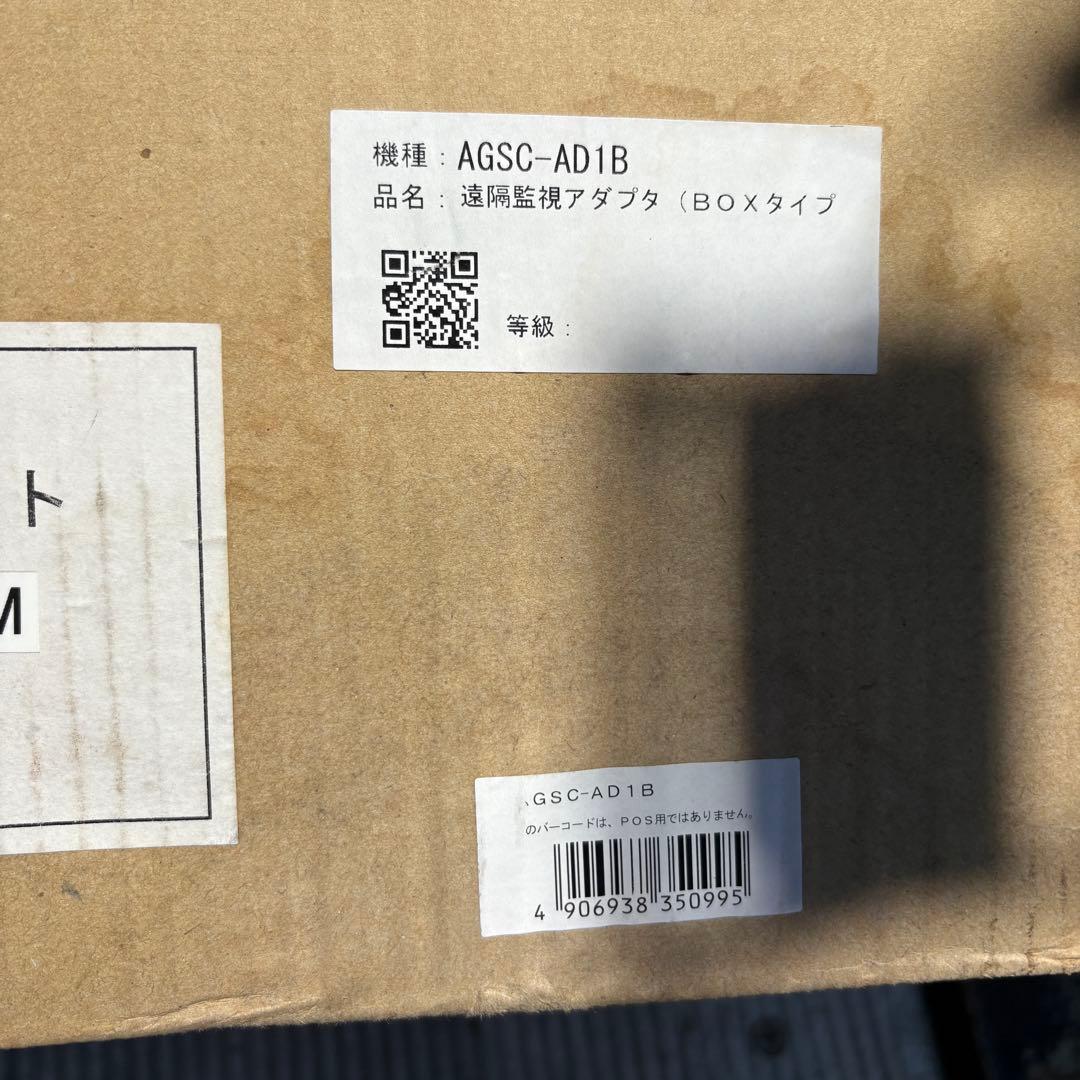 機種：AGSC-AD1B
品名：遠隔監視アダプタ（ＢＯＸタイプ
等級：
ト
M
GSC-AD1B
のバーコードは、POS用ではありません。
4 906938 350995